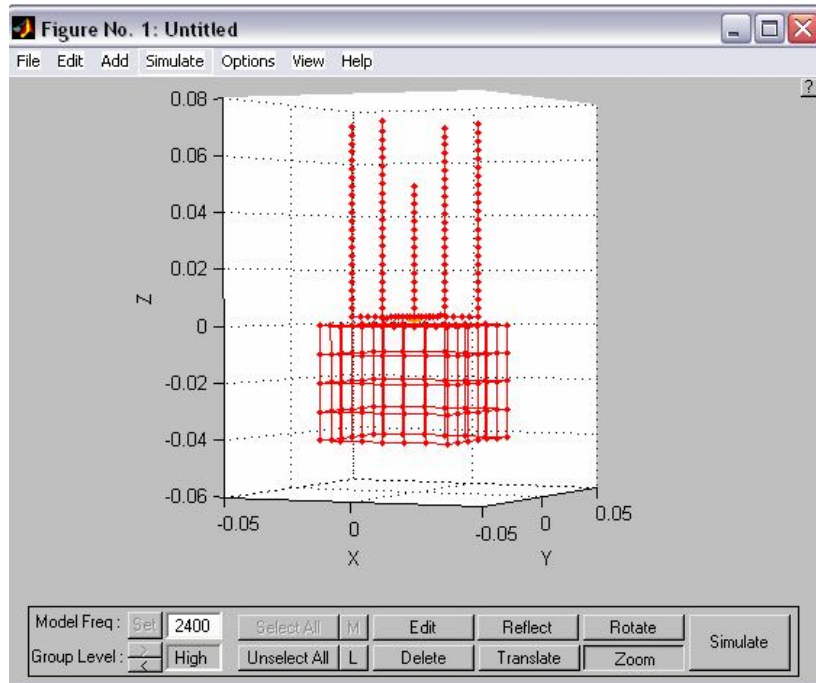 Figure No. 1: Untitled
File Edit Add Simulate Options View Help
?
0.08
0.06
0.04
0.02
0
-0.02
-0.04
-0.06
Z
-0.05 0 -0.05 0 0.05
X Y
Model Freq : Set 2400 Select All M Edit Reflect Rotate Simulate
Group Level : > < High Unselect All L Delete Translate Zoom